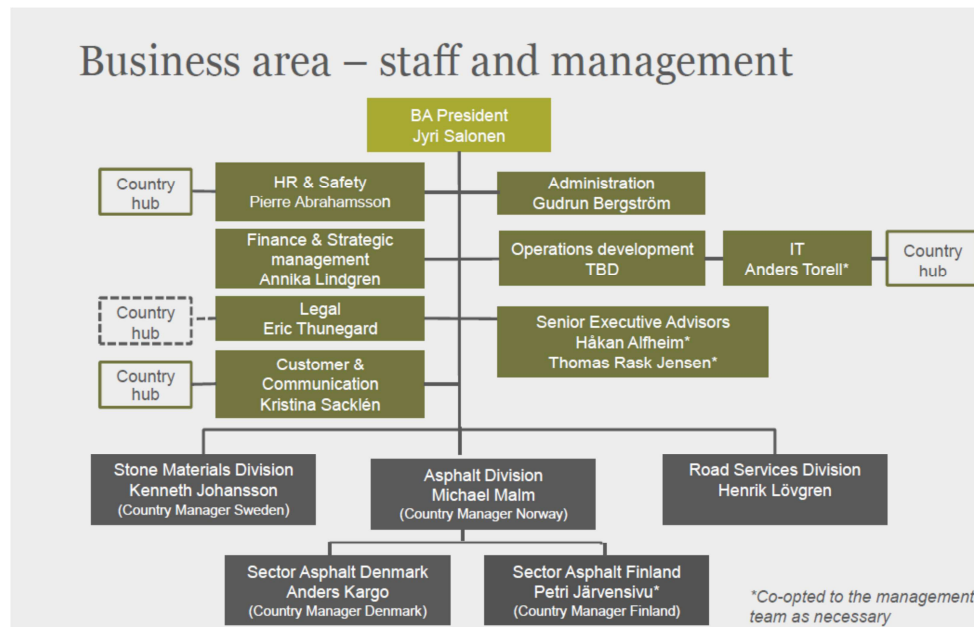 Business area – staff and management
BA President
Jyri Salonen
Country
hub
HR & Safety
Pierre Abrahamsson
Administration
Gudrun Bergström
Finance & Strategic
management
Annika Lindgren
Operations development
TBD
IT
Anders Torell*
Country
hub
Country
hub
Legal
Eric Thunegard
Senior Executive Advisors
Håkan Alfheim*
Thomas Rask Jensen*
Country
hub
Customer &
Communication
Kristina Sacklén
Stone Materials Division
Kenneth Johansson
(Country Manager Sweden)
Asphalt Division
Michael Malm
(Country Manager Norway)
Road Services Division
Henrik Lövgren
Sector Asphalt Denmark
Anders Kargo
(Country Manager Denmark)
Sector Asphalt Finland
Petri Järvensivu*
(Country Manager Finland)
*Co-opted to the management
team as necessary